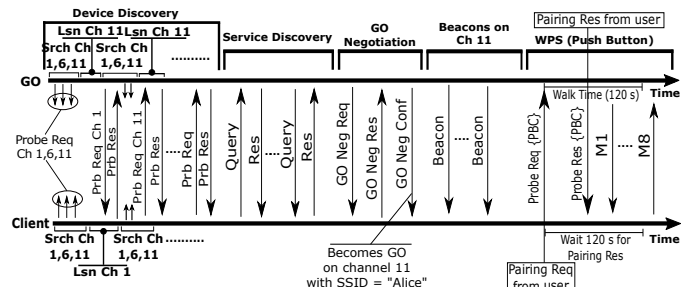 Device Discovery
Lsn Ch 11 Lsn Ch 11
Srch Ch Srch Ch
1,6,11 1,6,11 ..........
Service Discovery
GO
Negotiation
Beacons on
Ch 11
Pairing Res from user
WPS (Push Button)
GO
Walk Time (120 s)
Time
Probe Req
Ch 1,6,11
Prb Req Ch 1
Prb Res
Prb Req Ch 11
Prb Res
.....
Prb Req
Prb Res
Query
Res
.....
Query
Res
GO Neg Req
GO Neg Res
GO Neg Conf
Beacon
.....
Beacon
Probe Req {PBC}
Probe Res {PBC}
M1
.....
M8
Client
Srch Ch Srch Ch ..........
1,6,11 1,6,11
Lsn Ch 1
Becomes GO
on channel 11
with SSID = "Alice"
Wait 120 s for
Pairing Res
Time
Pairing Req
from user